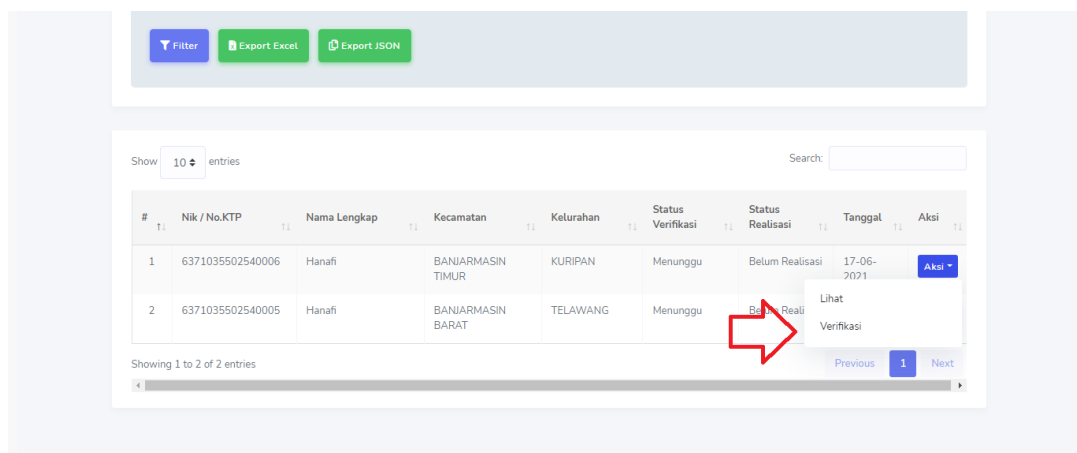 Filter Export Excel Export JSON
Show 10 entries Search:
# Nik / No.KTP Nama Lengkap Kecamatan Kelurahan Status Verifikasi Status Realisasi Tanggal Aksi
1 6371035502540006 Hanafi BANJARMASIN TIMUR KURIPAN Menunggu Belum Realisasi 17-06-2021 Aksi
Lihat
2 6371035502540005 Hanafi BANJARMASIN BARAT TELAWANG Menunggu
Verifikasi
Showing 1 to 2 of 2 entries Previous 1 Next